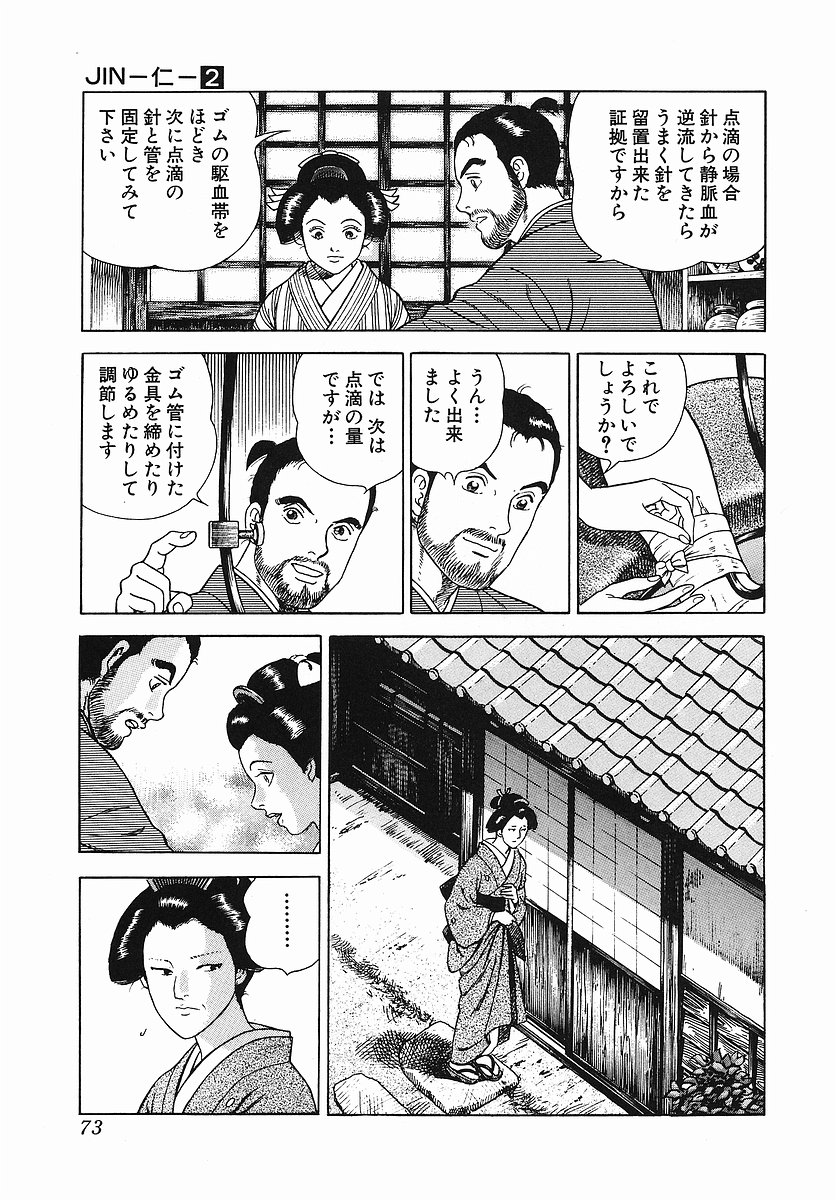 JIN－仁－2
点滴の場合
針から静脈血が
逆流してきたら
うまく針を
留置出来た
証拠ですから
ゴムの駆血帯を
ほどき
次に点滴の
針と管を
固定してみて
下さい
これで
よろしいで
しょうか？
うん…
よく出来
ました
では 次は
点滴の量
ですが…
ゴム管に付けた
金具を締めたり
ゆるめたりして
調節します
………
73